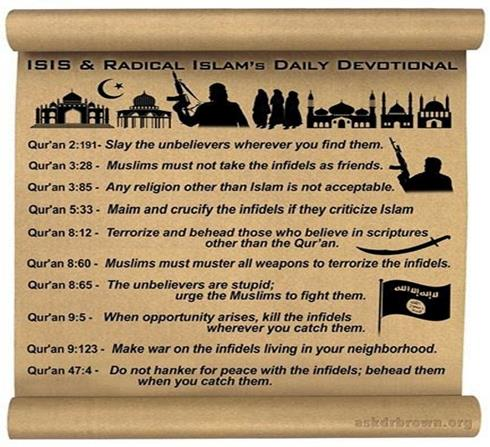 ISIS & RADICAL ISLAM'S DAILY DEVOTIONAL
Qur'an 2:191- Slay the unbelievers wherever you find them.
Qur'an 3:28 - Muslims must not take the infidels as friends.
Qur'an 3:85 - Any religion other than Islam is not acceptable.
Qur'an 5:33 - Maim and crucify the infidels if they criticize Islam
Qur'an 8:12 - Terrorize and behead those who believe in scriptures
other than the Qur'an.
Qur'an 8:60 - Muslims must muster all weapons to terrorize the infidels.
Qur'an 8:65 - The unbelievers are stupid;
urge the Muslims to fight them.
Qur'an 9:5 - When opportunity arises, kill the infidels
wherever you catch them.
Qur'an 9:123 - Make war on the infidels living in your neighborhood.
Qur'an 47:4 - Do not hanker for peace with the infidels; behead them
when you catch them.
askdrbrown.org